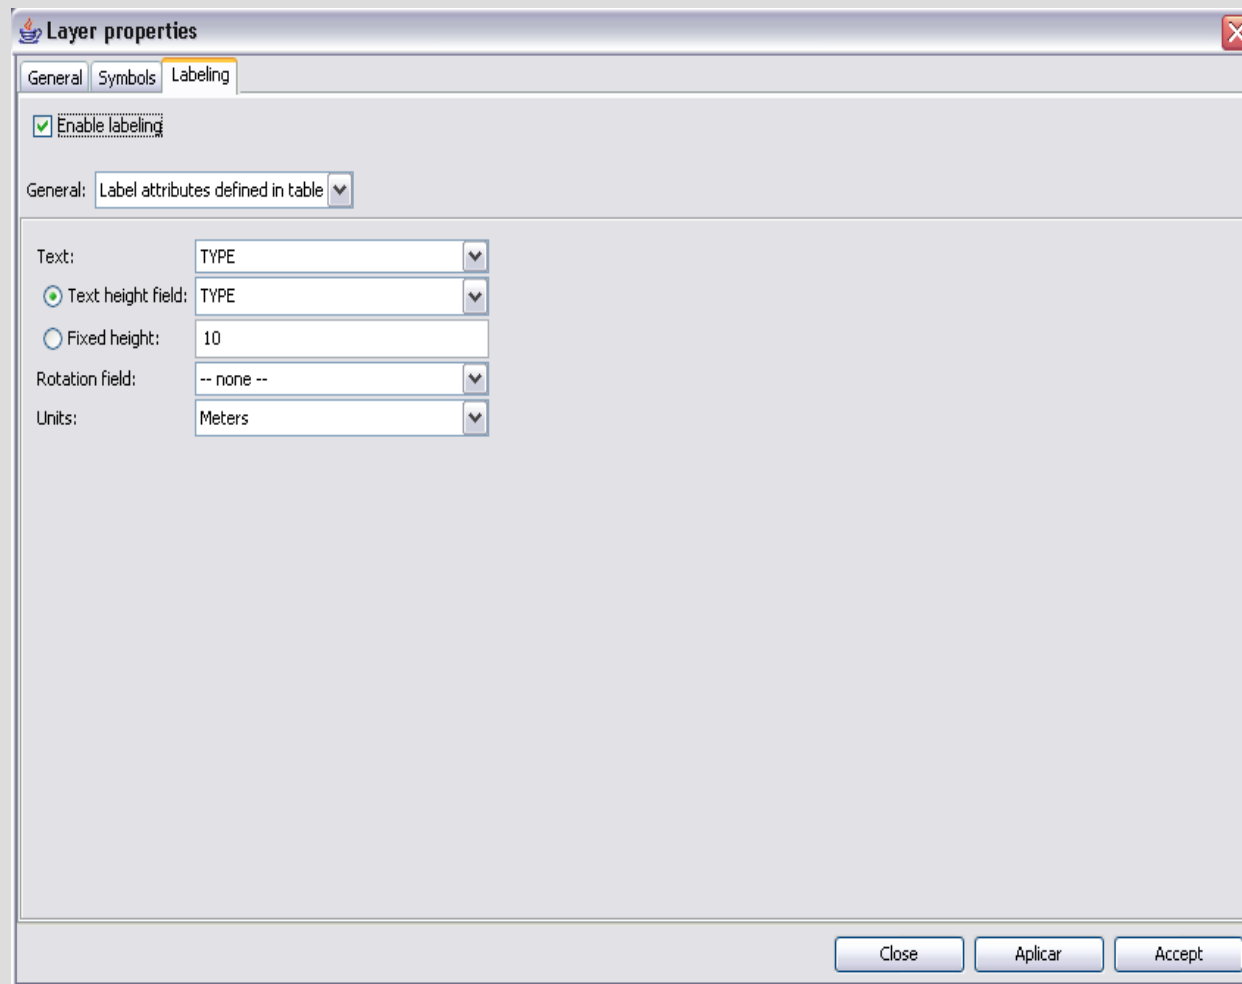 Layer properties
General Symbols Labeling
Enable labeling
General: Label attributes defined in table
Text: TYPE
Text height field: TYPE
Fixed height: 10
Rotation field: -- none --
Units: Meters
Close Aplicar Accept